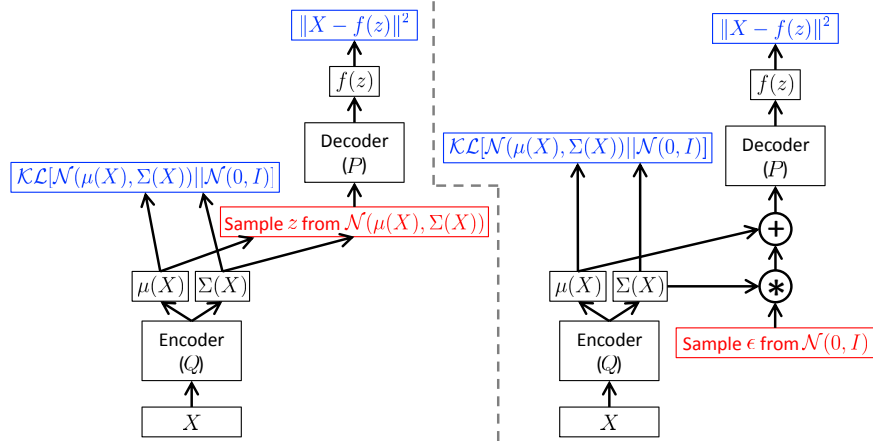 ‖X − f(z)‖²
f(z)
Decoder
(P)
𝒦ℒ[𝒩(μ(X), Σ(X))||𝒩(0, I)]
Sample z from 𝒩(μ(X), Σ(X))
μ(X)
Σ(X)
Encoder
(Q)
X
‖X − f(z)‖²
f(z)
Decoder
(P)
𝒦ℒ[𝒩(μ(X), Σ(X))||𝒩(0, I)]
+
μ(X)
Σ(X)
*
Sample ϵ from 𝒩(0, I)
Encoder
(Q)
X